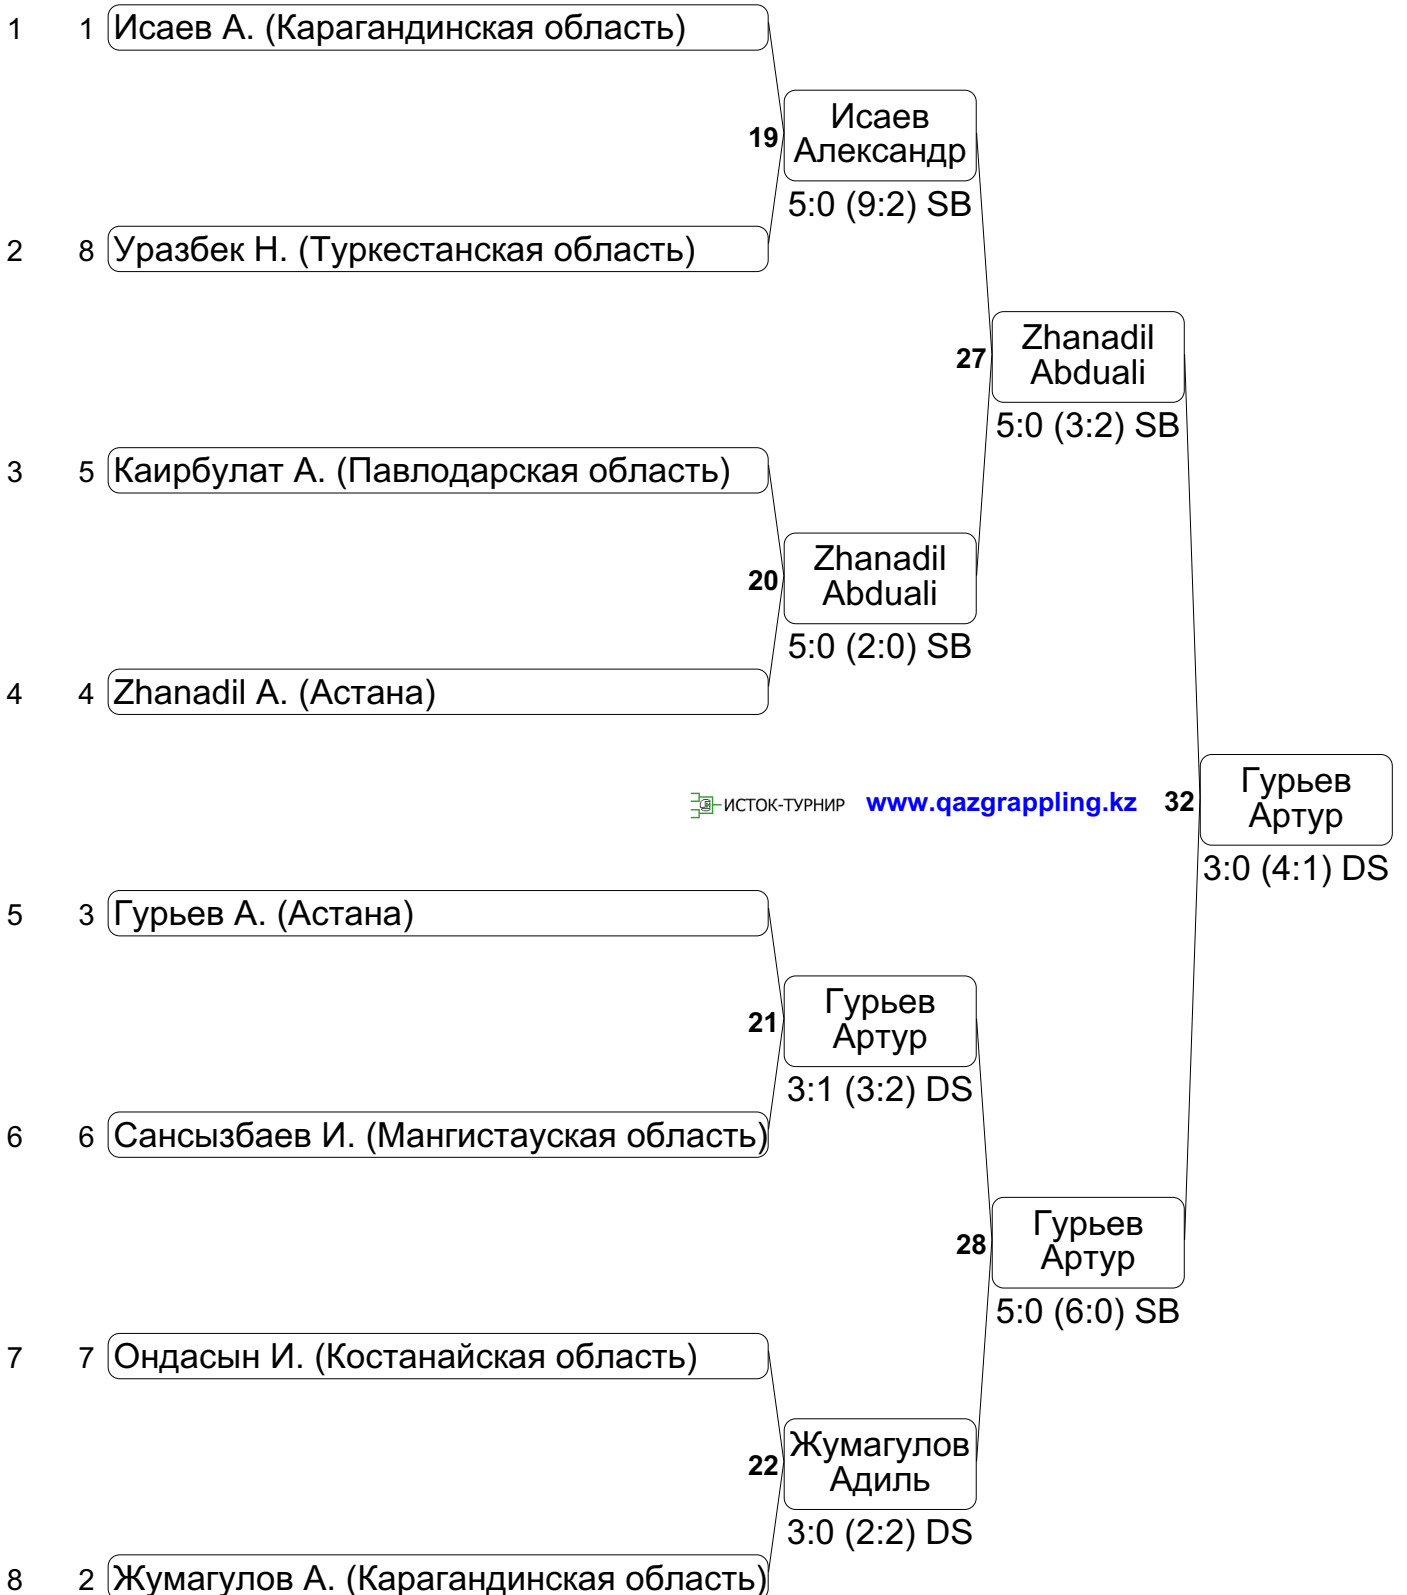 1 1 Исаев А. (Карагандинская область)
19 Исаев
Александр
5:0 (9:2) SB
2 8 Уразбек Н. (Туркестанская область)
27 Zhanadil
Abduali
5:0 (3:2) SB
3 5 Каирбулат А. (Павлодарская область)
20 Zhanadil
Abduali
5:0 (2:0) SB
4 4 Zhanadil А. (Астана)
ИСТОК-ТУРНИР www.qazgrappling.kz 32 Гурьев
Артур
3:0 (4:1) DS
5 3 Гурьев А. (Астана)
21 Гурьев
Артур
3:1 (3:2) DS
6 6 Сансызбаев И. (Мангистауская область)
28 Гурьев
Артур
5:0 (6:0) SB
7 7 Ондасын И. (Костанайская область)
22 Жумагулов
Адиль
3:0 (2:2) DS
8 2 Жумагулов А. (Карагандинская область)